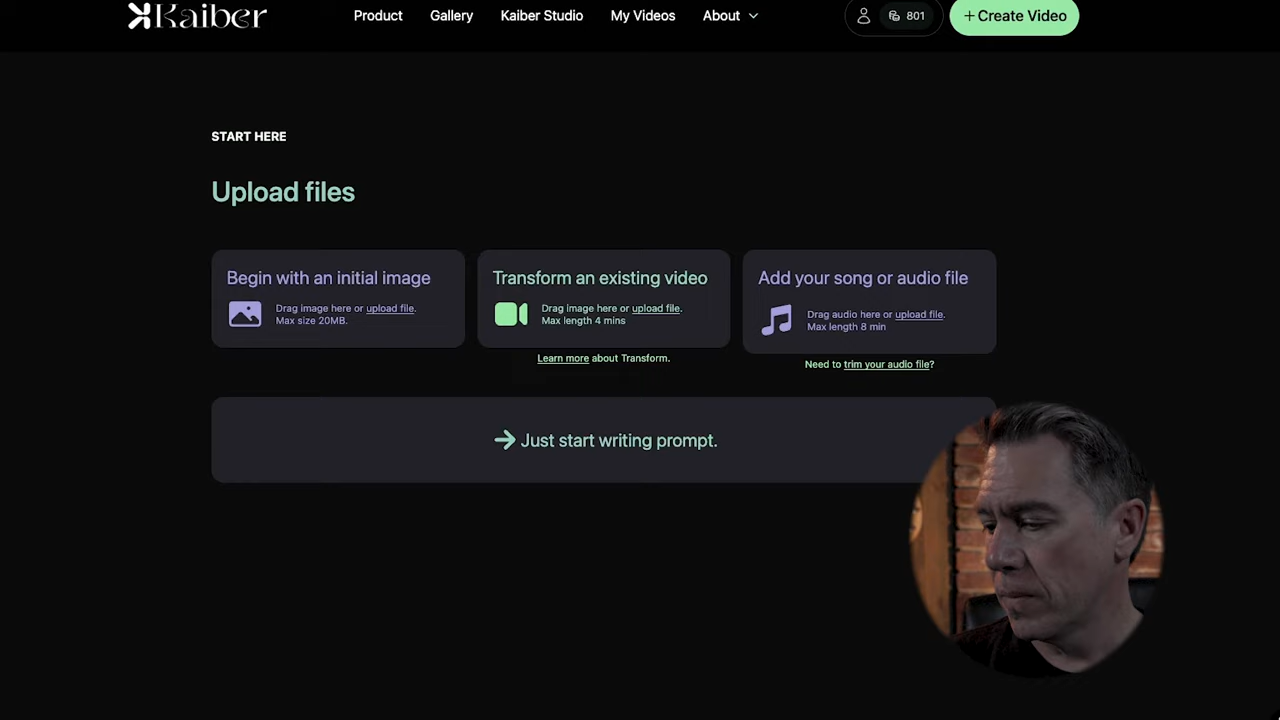 Kaiber
Product Gallery Kaiber Studio My Videos About
801
+ Create Video
START HERE
Upload files
Begin with an initial image
Drag image here or upload file.
Max size 20MB.
Transform an existing video
Drag image here or upload file.
Max length 4 mins
Learn more about Transform.
Add your song or audio file
Drag audio here or upload file.
Max length 8 min
Need to trim your audio file?
Just start writing prompt.